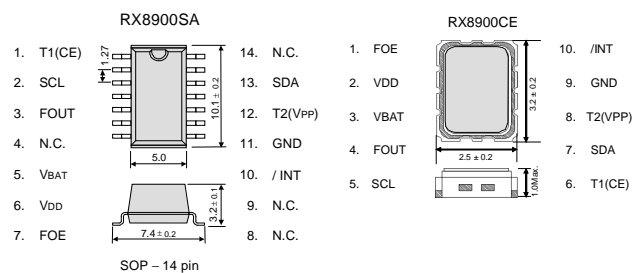 RX8900SA
1. T1(CE)
2. SCL
3. FOUT
4. N.C.
5. VBAT
6. VDD
7. FOE
1.27
10.1 ± 0.2
5.0
3.2 ± 0.1
7.4 ± 0.2
14. N.C.
13. SDA
12. T2(VPP)
11. GND
10. / INT
9. N.C.
8. N.C.
SOP – 14 pin
RX8900CE
1. FOE
2. VDD
3. VBAT
4. FOUT
5. SCL
3.2 ± 0.2
2.5 ± 0.2
1.0Max.
10. /INT
9. GND
8. T2(VPP)
7. SDA
6. T1(CE)